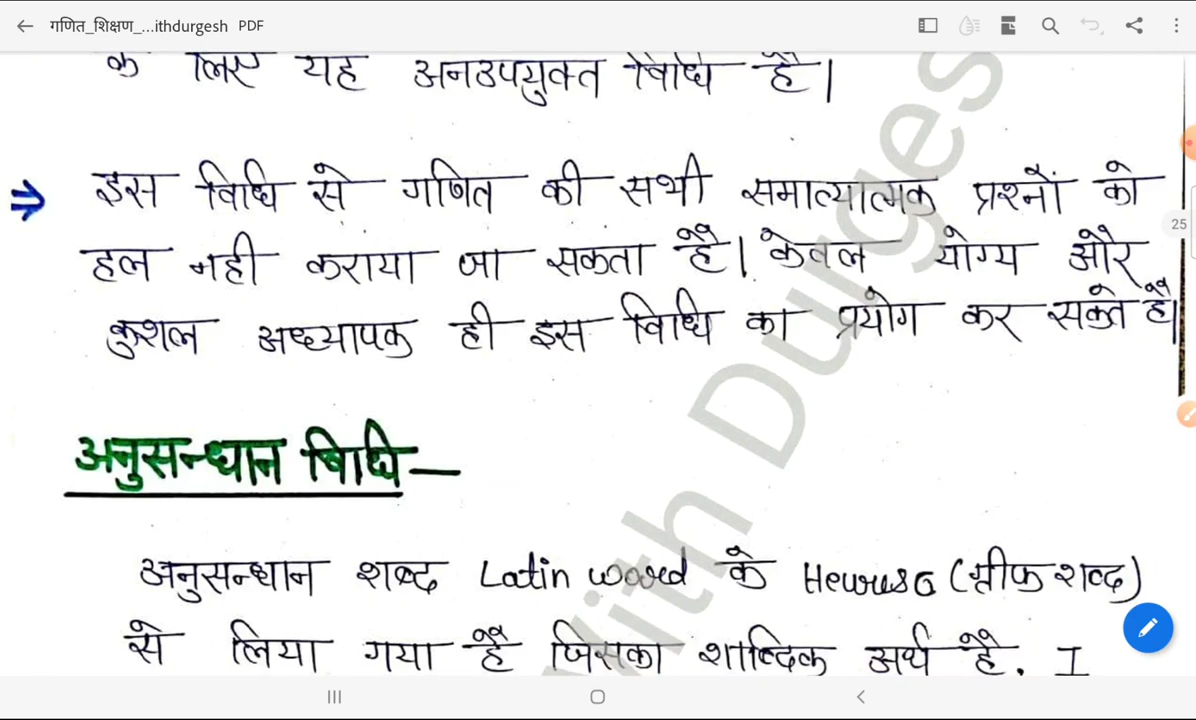 गणित_शिक्षण_...ithdurgesh PDF
के लिए यह अनउपयुक्त विधि है।
⇒ इस विधि से गणित की सभी समात्यात्मक प्रश्नों को
25
हल नही कराया जा सकता है। केवल योग्य और
कुशल अध्यापक ही इस विधि का प्रयोग कर सकते है।
अनुसन्धान विधि—
अनुसन्धान शब्द Latin word के (ग्रीक शब्द)
से लिया गया है जिसका शाब्दिक अर्थ है. I
With Durges